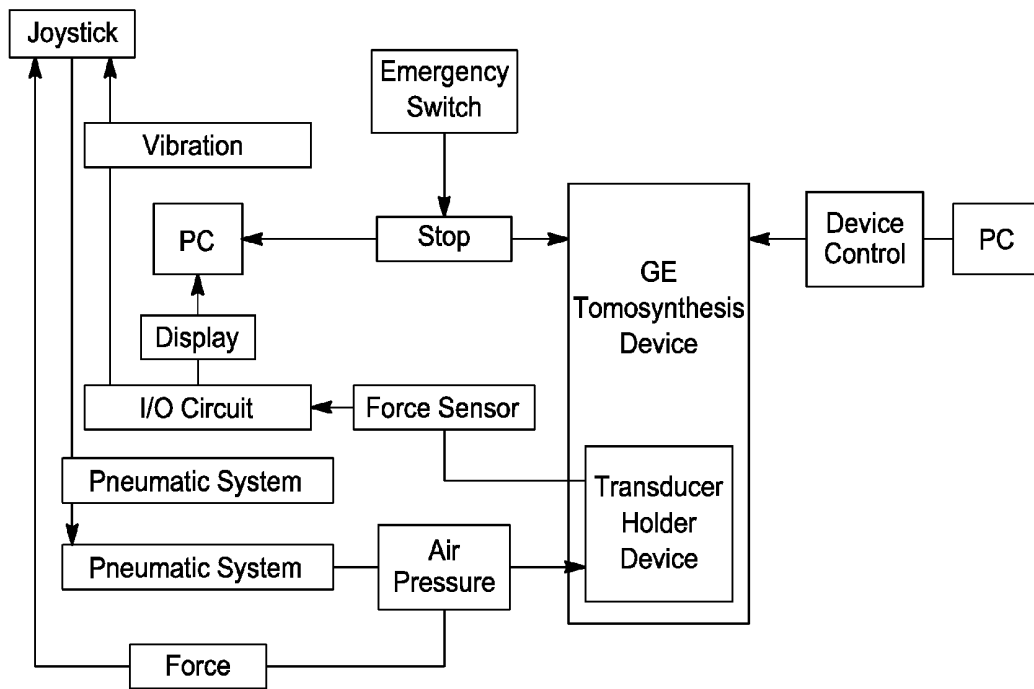 Joystick
Emergency
Switch
Vibration
PC
Stop
GE
Tomosynthesis
Device
Device
Control
PC
Display
I/O Circuit
Force Sensor
Pneumatic System
Transducer
Holder
Device
Pneumatic System
Air
Pressure
Force